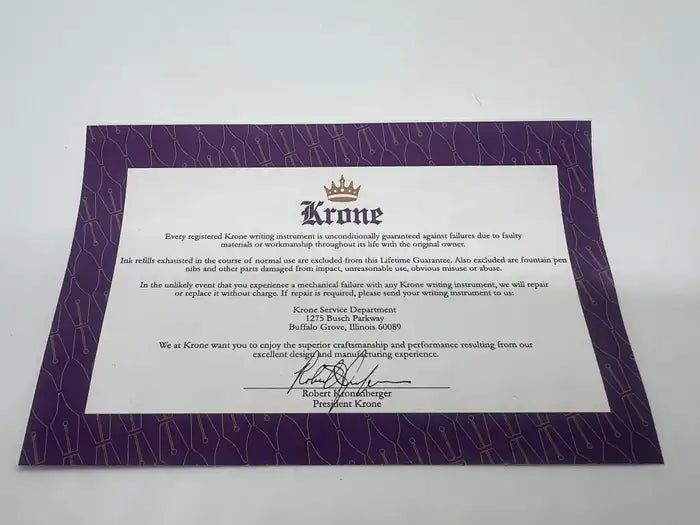 Krone
Every registered Krone writing instrument is unconditionally guaranteed against failures due to faulty
materials or workmanship throughout its life with the original owner.
Ink refills exhausted in the course of normal use are excluded from this Lifetime Guarantee. Also excluded are fountain pen
nibs and other parts damaged from impact, unreasonable use, obvious misuse or abuse.
In the unlikely event that you experience a mechanical failure with any Krone writing instrument, we will repair
or replace it without charge. If repair is required, please send your writing instrument to us:
Krone Service Department
1275 Busch Parkway
Buffalo Grove, Illinois 60089
We at Krone want you to enjoy the superior craftsmanship and performance resulting from our
excellent design and manufacturing experience.
Robert Kronenberger
President Krone